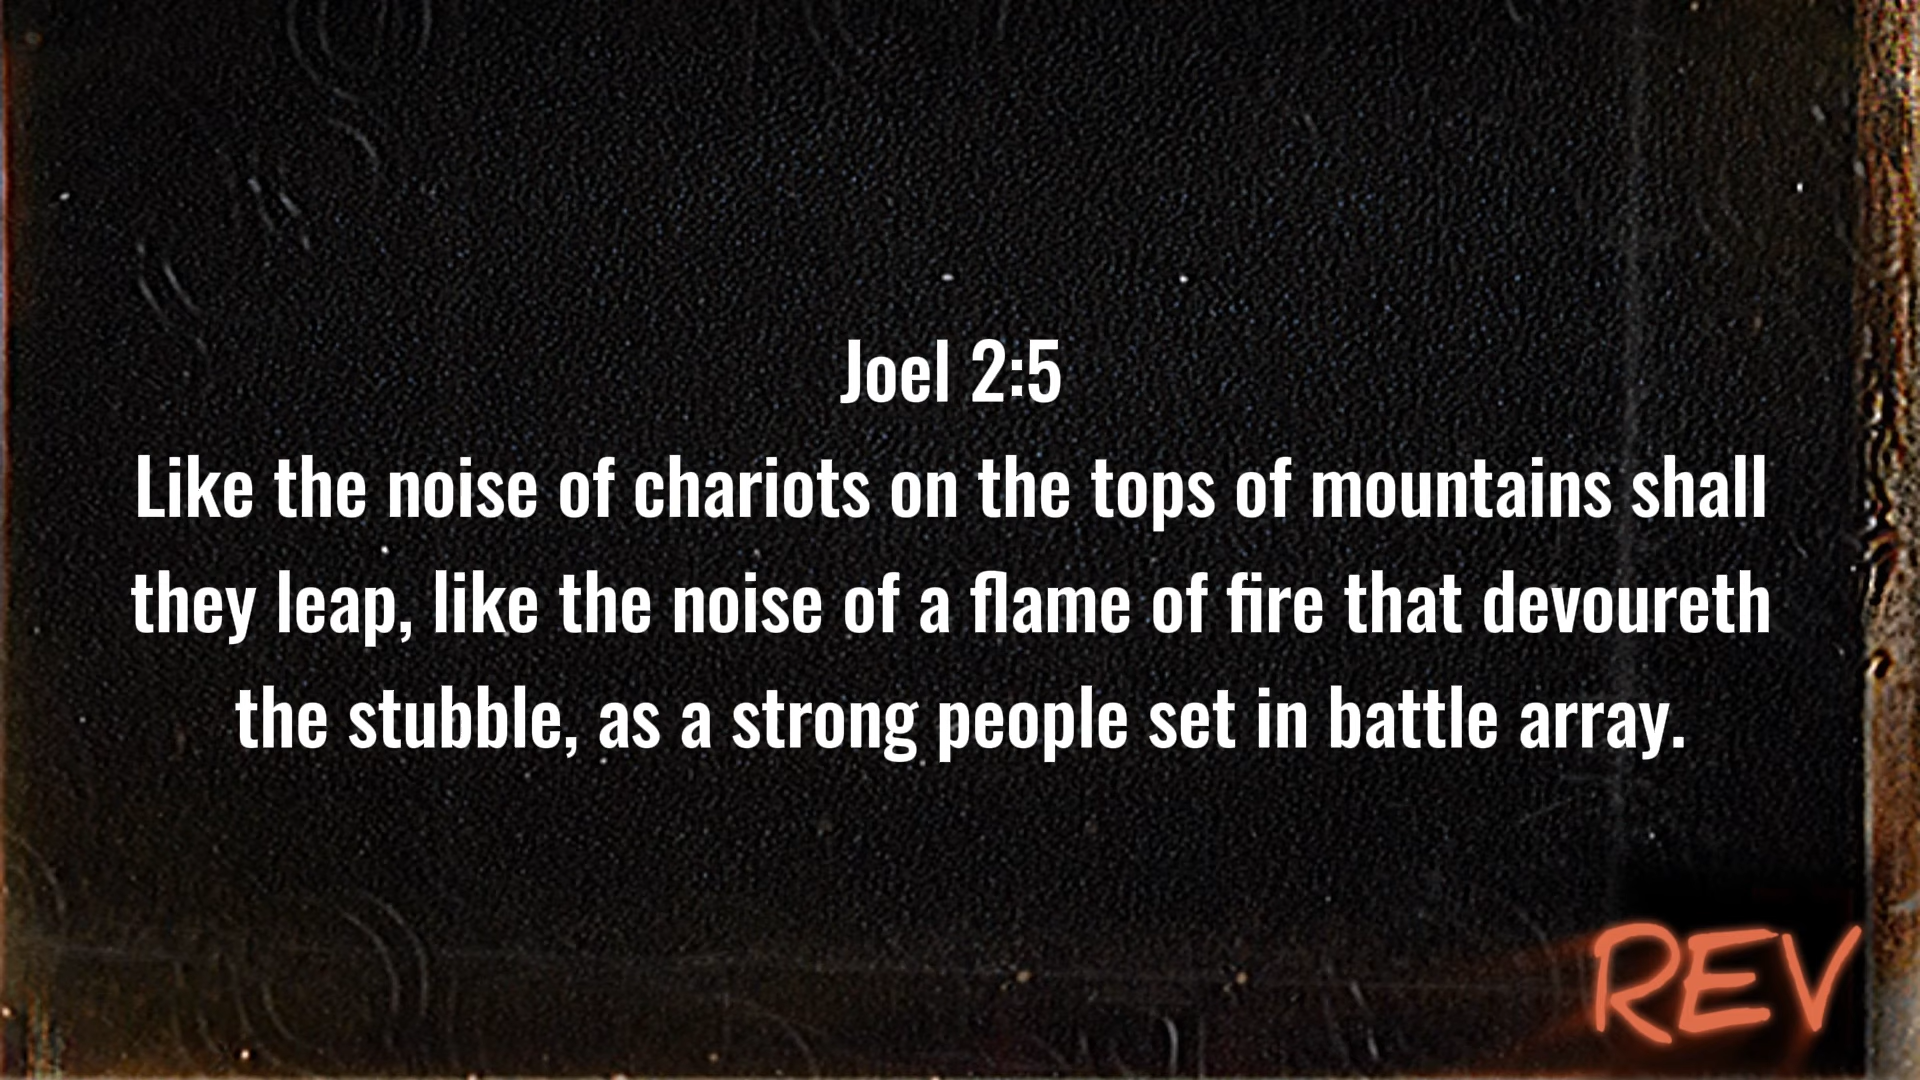 Joel 2:5
Like the noise of chariots on the tops of mountains shall
they leap, like the noise of a flame of fire that devoureth
the stubble, as a strong people set in battle array.
REV